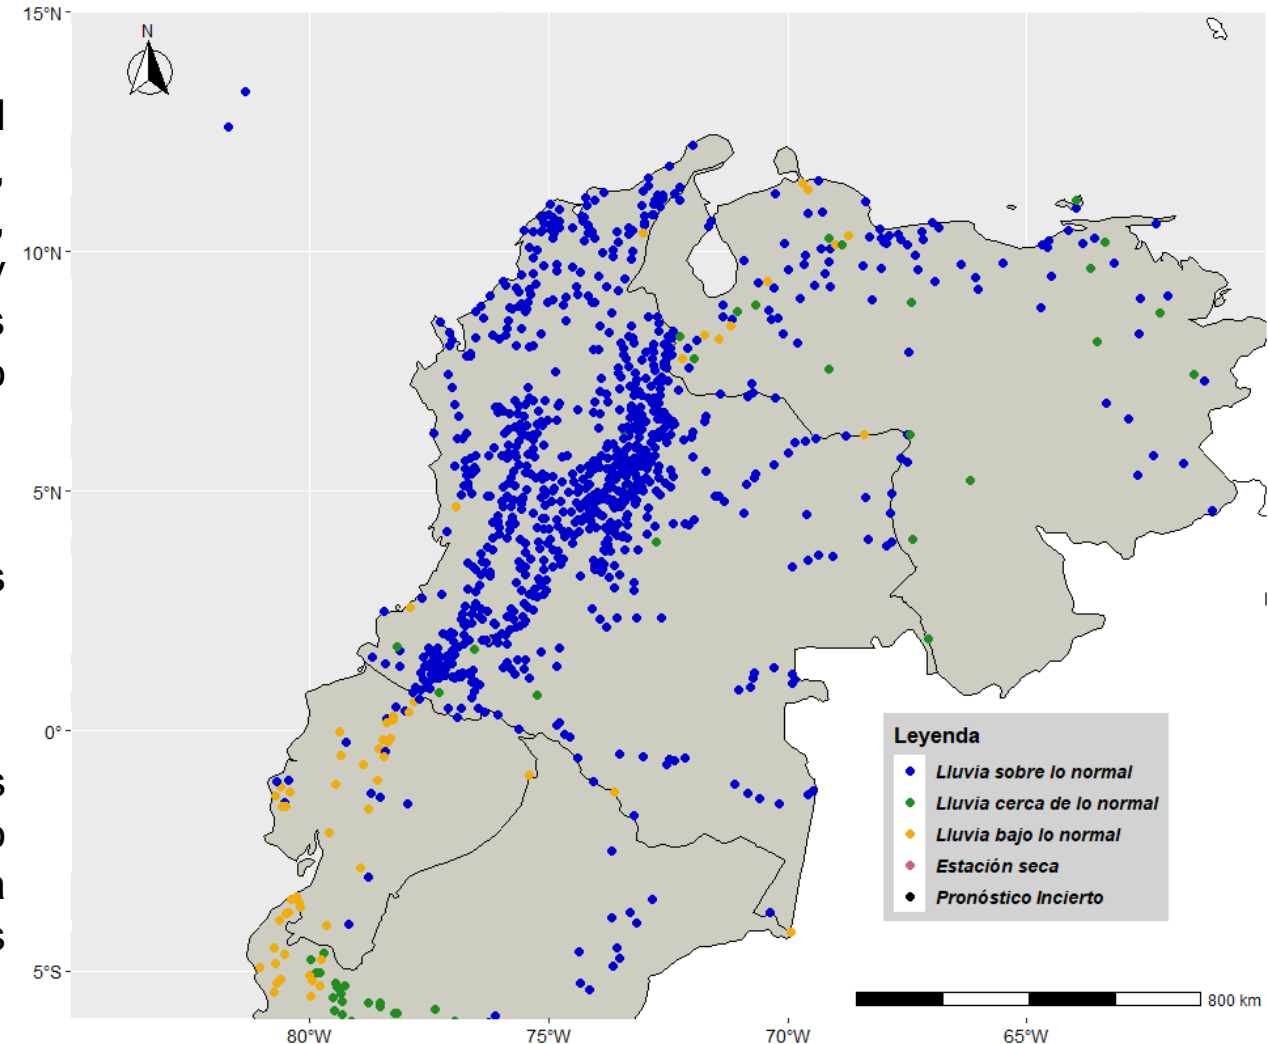 15°N
N
10°N
5°N
0°
5°S
80°W
75°W
70°W
65°W
Leyenda
Lluvia sobre lo normal
Lluvia cerca de lo normal
Lluvia bajo lo normal
Estación seca
Pronóstico Incierto
800 km